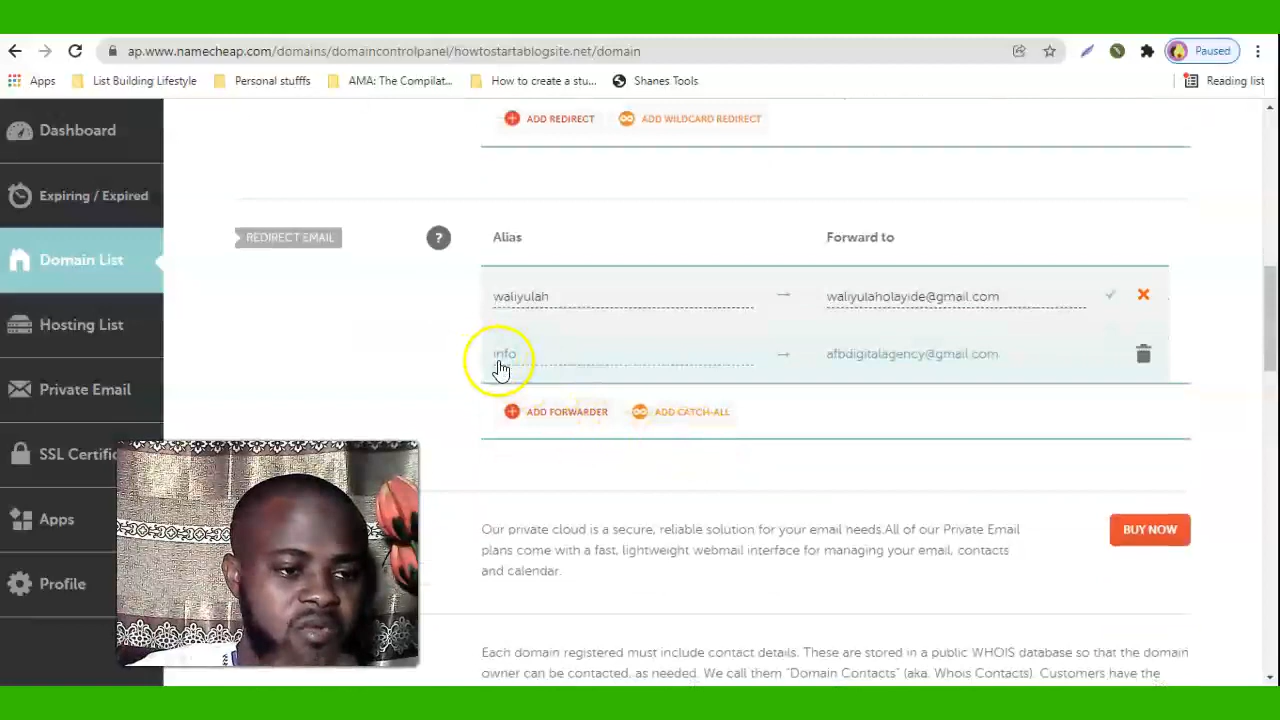 ap.www.namecheap.com/domains/domaincontrolpanel/howtostartablogsite.net/domain
Paused
Apps
List Building Lifestyle
Personal stufffs
AMA: The Compilat...
How to create a stu...
Shanes Tools
Reading list
Dashboard
ADD REDIRECT
ADD WILDCARD REDIRECT
Expiring / Expired
REDIRECT EMAIL
?
Alias
Forward to
Domain List
waliyulah
waliyulaholayide@gmail.com
Hosting List
info
afbdigitalagency@gmail.com
Private Email
ADD FORWARDER
ADD CATCH-ALL
SSL Certific
Apps
Our private cloud is a secure, reliable solution for your email needs.All of our Private Email
plans come with a fast, lightweight webmail interface for managing your email, contacts
and calendar.
BUY NOW
Profile
Each domain registered must include contact details. These are stored in a public WHOIS database so that the domain
owner can be contacted, as needed. We call them "Domain Contacts" (aka. Whois Contacts). Customers have the